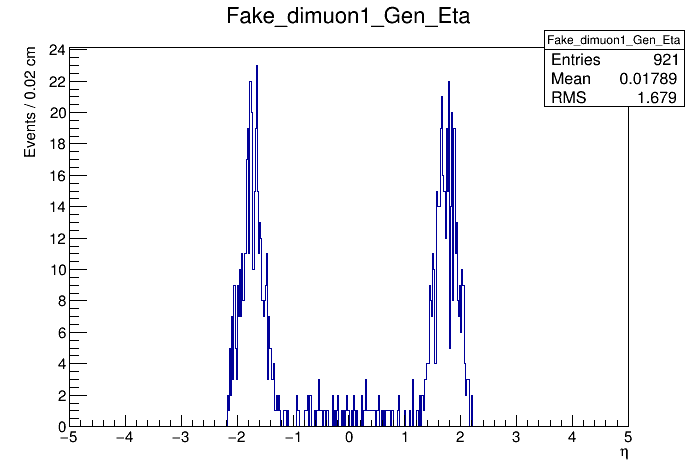 Fake_dimuon1_Gen_Eta
Fake_dimuon1_Gen_Eta
Entries 921
Mean 0.01789
RMS 1.679
Events / 0.02 cm
24
22
20
18
16
14
12
10
8
6
4
2
0
−5 −4 −3 −2 −1 0 1 2 3 4 5
η